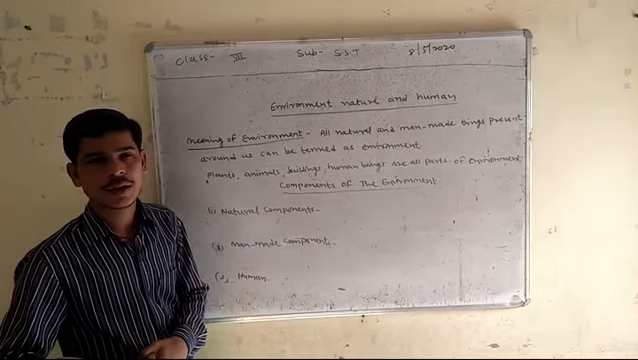 Class- VII Sub- S.S.T 8/5/2020
Environment nature and human
Meaning of Environment - All natural and man-made things present
around us can be termed as environment.
Plants, animals, buildings, human beings are all parts of environment
Components of The Environment
(i) Natural Components-
man-made components.
Human.